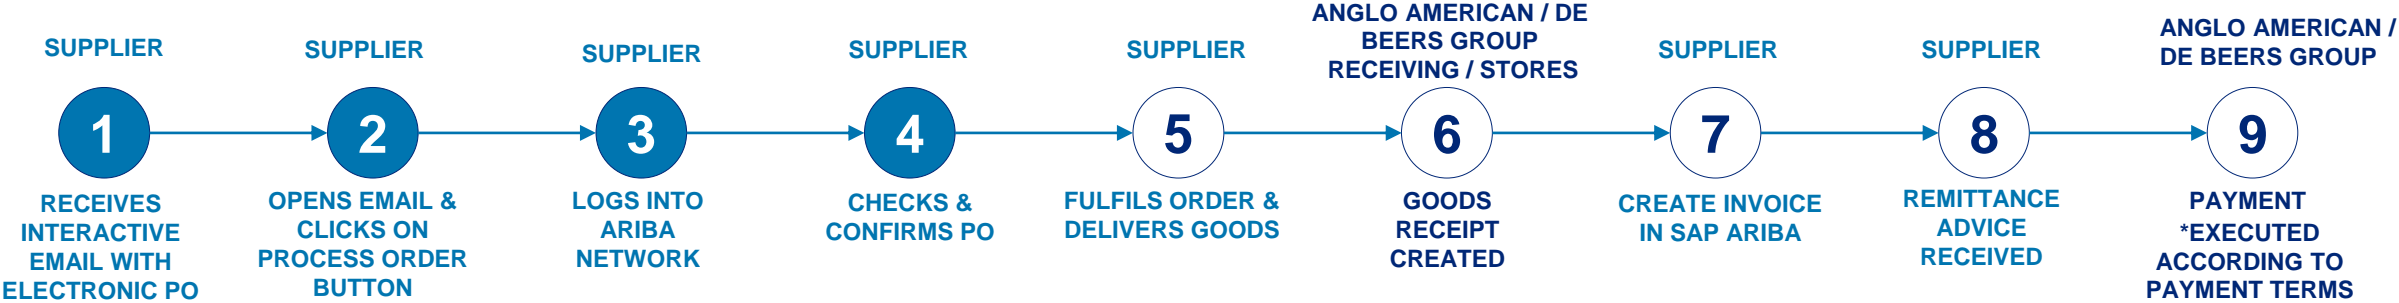 SUPPLIER
1
RECEIVES
INTERACTIVE
EMAIL WITH
ELECTRONIC PO
SUPPLIER
2
OPENS EMAIL &
CLICKS ON
PROCESS ORDER
BUTTON
SUPPLIER
3
LOGS INTO
ARIBA
NETWORK
SUPPLIER
4
CHECKS &
CONFIRMS PO
SUPPLIER
5
FULFILS ORDER &
DELIVERS GOODS
ANGLO AMERICAN / DE
BEERS GROUP
RECEIVING / STORES
6
GOODS
RECEIPT
CREATED
SUPPLIER
7
CREATE INVOICE
IN SAP ARIBA
SUPPLIER
8
REMITTANCE
ADVICE
RECEIVED
ANGLO AMERICAN /
DE BEERS GROUP
9
PAYMENT
*EXECUTED
ACCORDING TO
PAYMENT TERMS